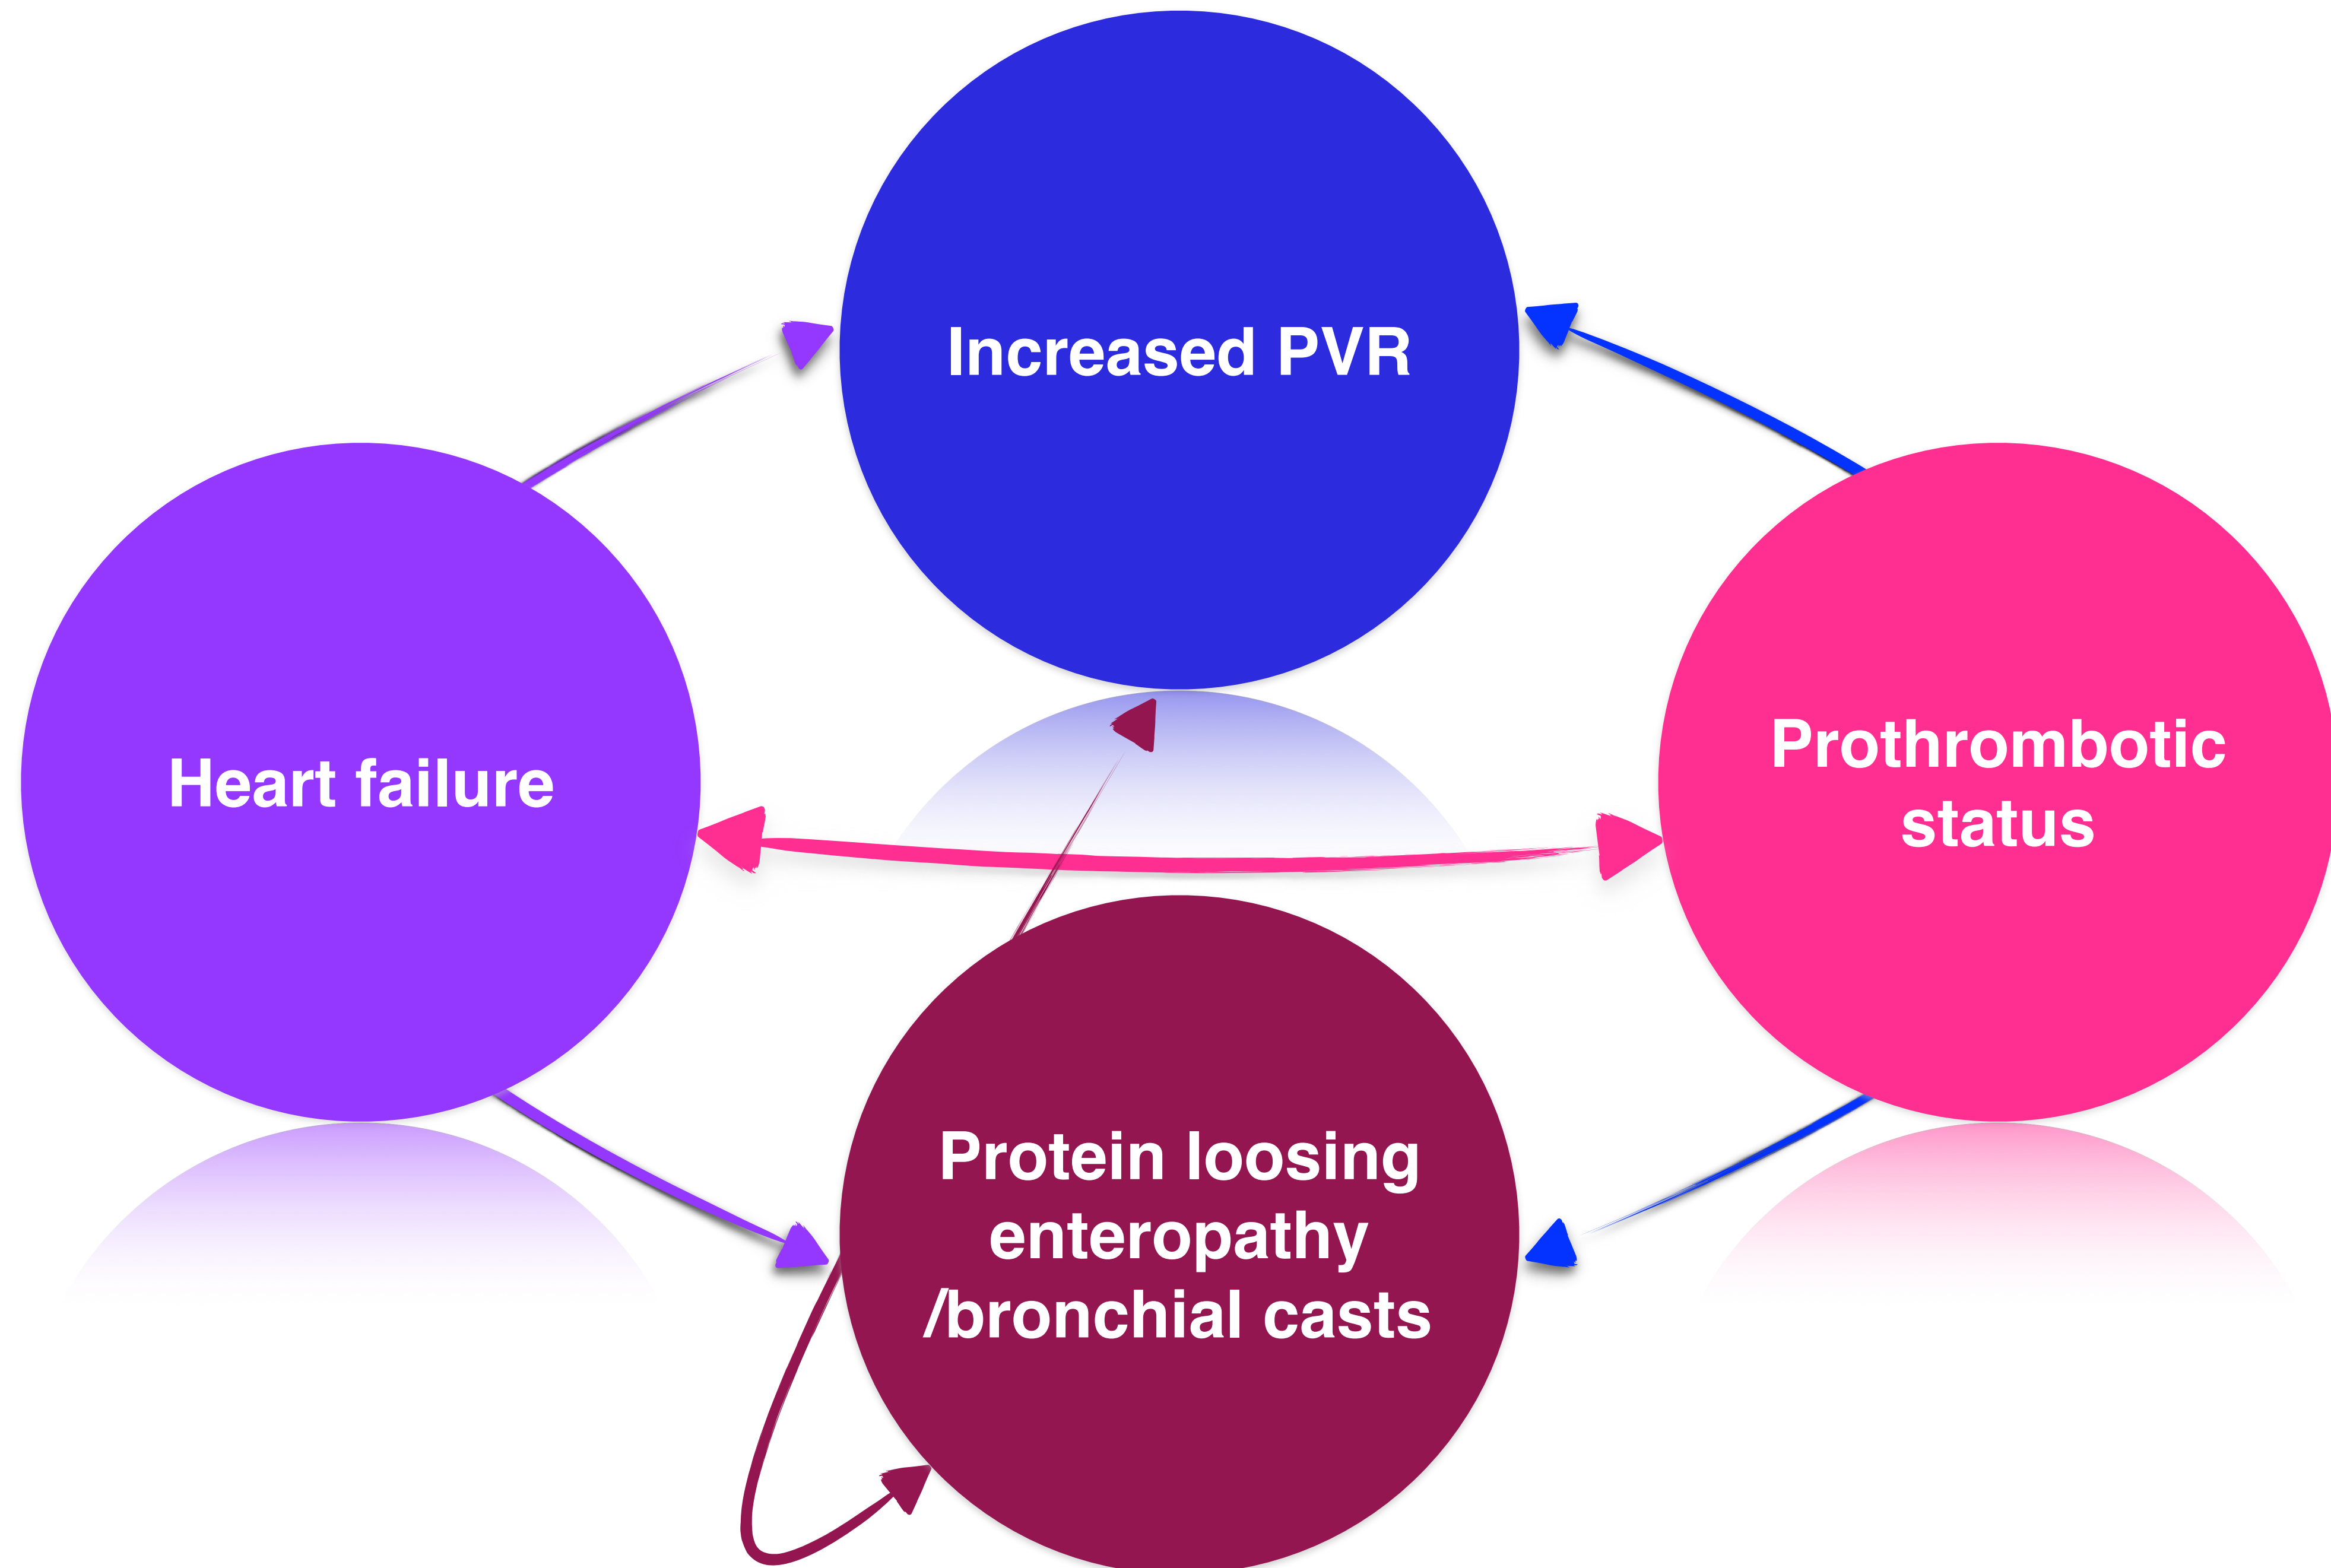 Increased PVR
Heart failure
Prothrombotic
status
Protein loosing
enteropathy
/bronchial casts